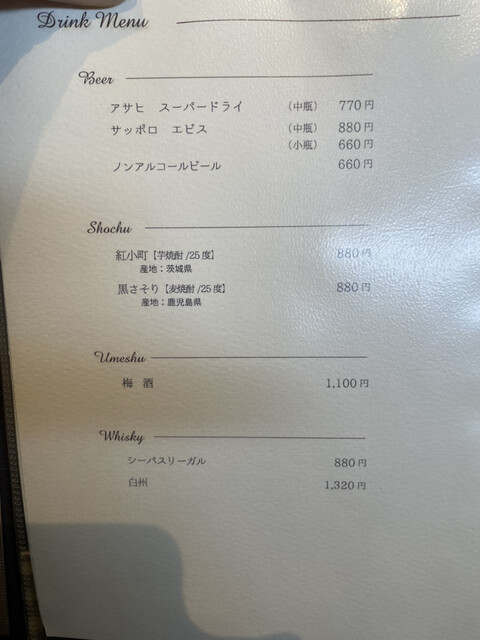 Drink Menu
Beer
アサヒ スーパードライ （中瓶） 770円
サッポロ エビス （中瓶） 880円
（小瓶） 660円
ノンアルコールビール 660円
Shochu
紅小町【芋焼酎/25度】 880円
産地：茨城県
黒さそり【麦焼酎/25度】 880円
産地：鹿児島県
Umeshu
梅 酒 1,100円
Whisky
シーバスリーガル 880円
白州 1,320円